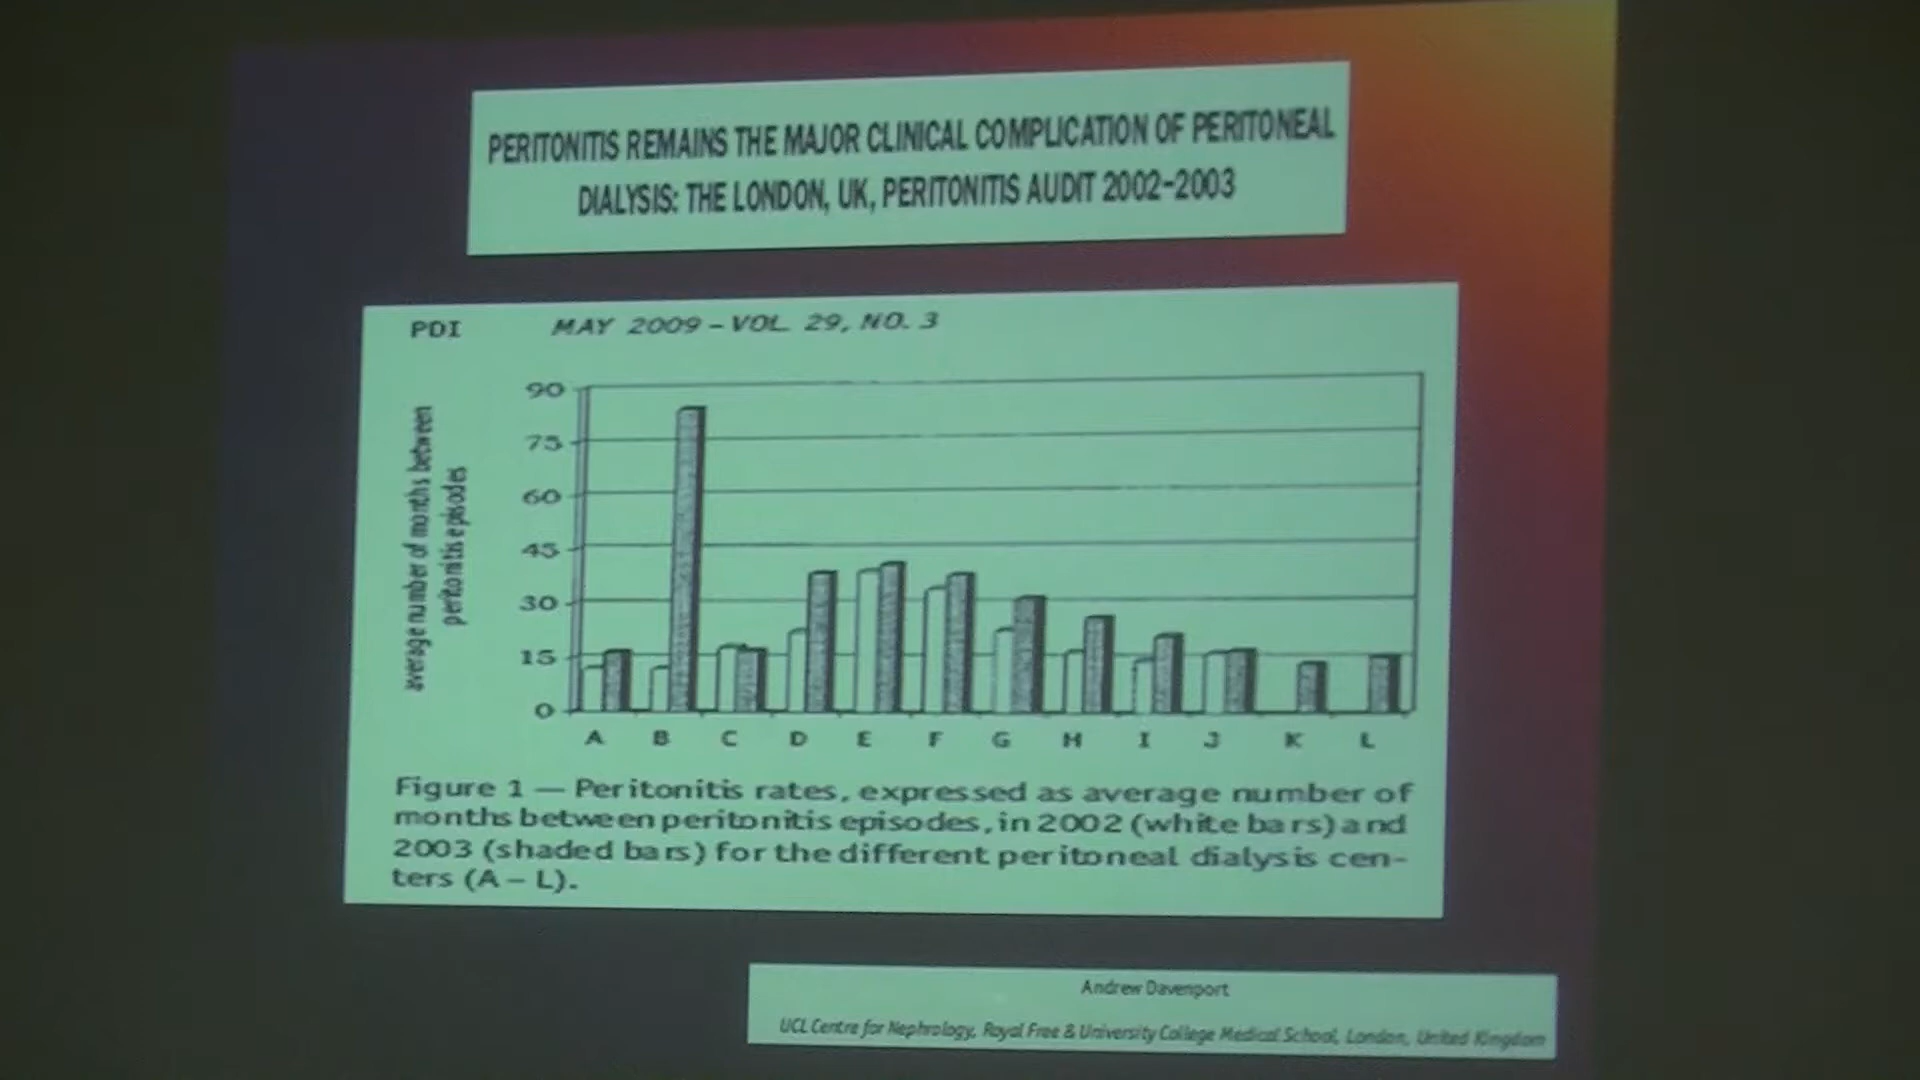 PERITONITIS REMAINS THE MAJOR CLINICAL COMPLICATION OF PERITONEAL
DIALYSIS: THE LONDON, UK, PERITONITIS AUDIT 2002-2003
PDI MAY 2009 – VOL. 29, NO. 3
average number of months between
peritonitis episodes
90
75
60
45
30
15
0
A B C D E F G H I J K L
Figure 1 — Peritonitis rates, expressed as average number of
months between peritonitis episodes, in 2002 (white bars) and
2003 (shaded bars) for the different peritoneal dialysis cen-
ters (A – L).
Andrew Davenport
UCL Centre for Nephrology, Royal Free & University College Medical School, London, United Kingdom